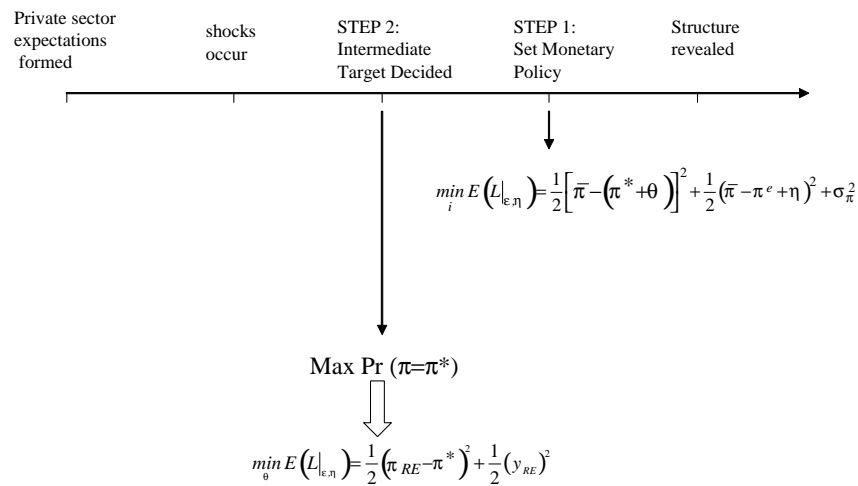 Private sector
expectations
formed
shocks
occur
STEP 2:
Intermediate
Target Decided
STEP 1:
Set Monetary
Policy
Structure
revealed
min_i E(L|_{ε,η}) = 1/2 [π̄ − (π* + θ)]² + 1/2 (π̄ − π^e + η)² + σ_π²
Max Pr (π=π*)
min_θ E(L|_{ε,η}) = 1/2 (π_RE − π*)² + 1/2 (y_RE)²